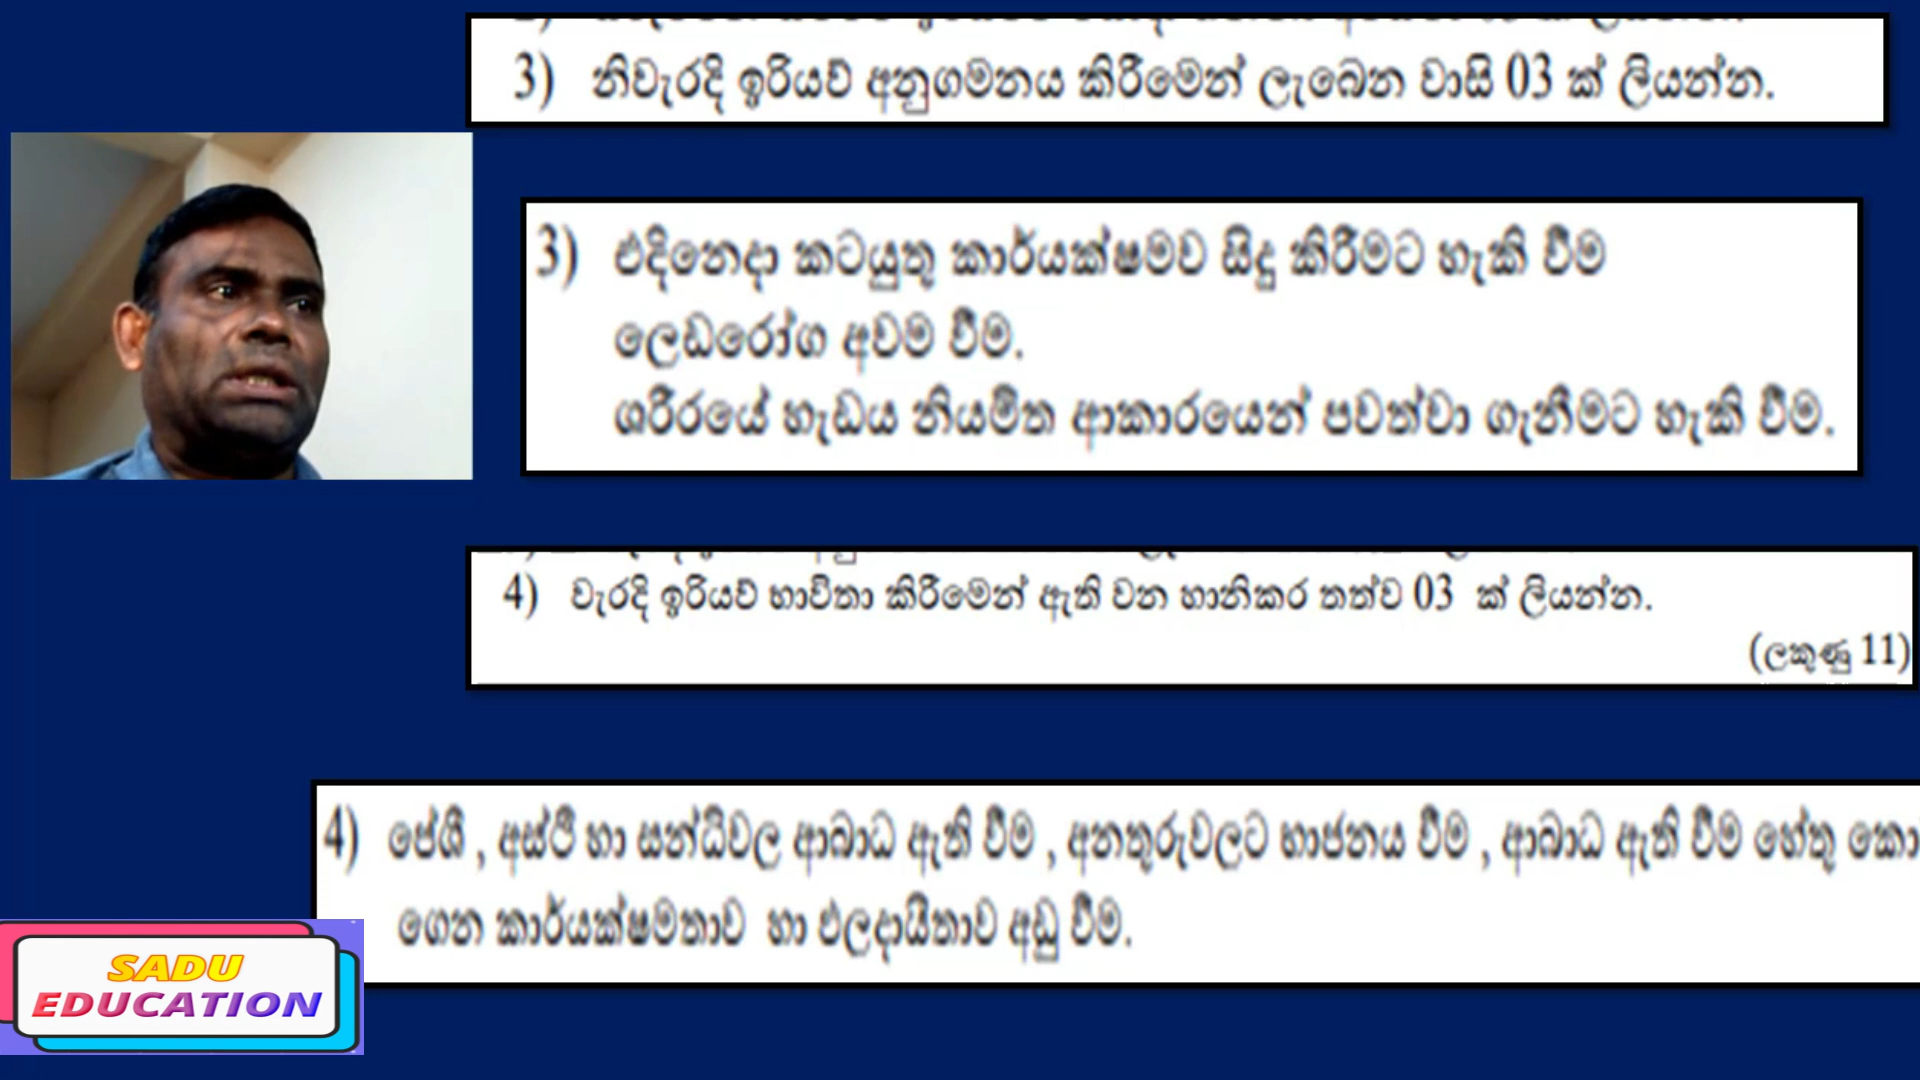 3) නිවැරදි ඉරියව් අනුගමනය කිරීමෙන් ලැබෙන වාසි 03 ක් ලියන්න.
3) එදිනෙදා කටයුතු කාර්යක්ෂමව සිදු කිරීමට හැකි වීම
ලෙඩරෝග අවම වීම.
ශරීරයේ හැඩය නියමිත ආකාරයෙන් පවත්වා ගැනීමට හැකි වීම.
4) වැරදි ඉරියව් භාවිතා කිරීමෙන් ඇති වන හානිකර තත්ව 03 ක් ලියන්න.
(ලකුණු 11)
4) පේශී , අස්ථි හා සන්ධිවල ආබාධ ඇති වීම , අනතුරුවලට භාජනය වීම , ආබාධ ඇති වීම හේතු කො
ගෙන කාර්යක්ෂමතාව හා ඵලදායීතාව අඩු වීම.
SADU
EDUCATION